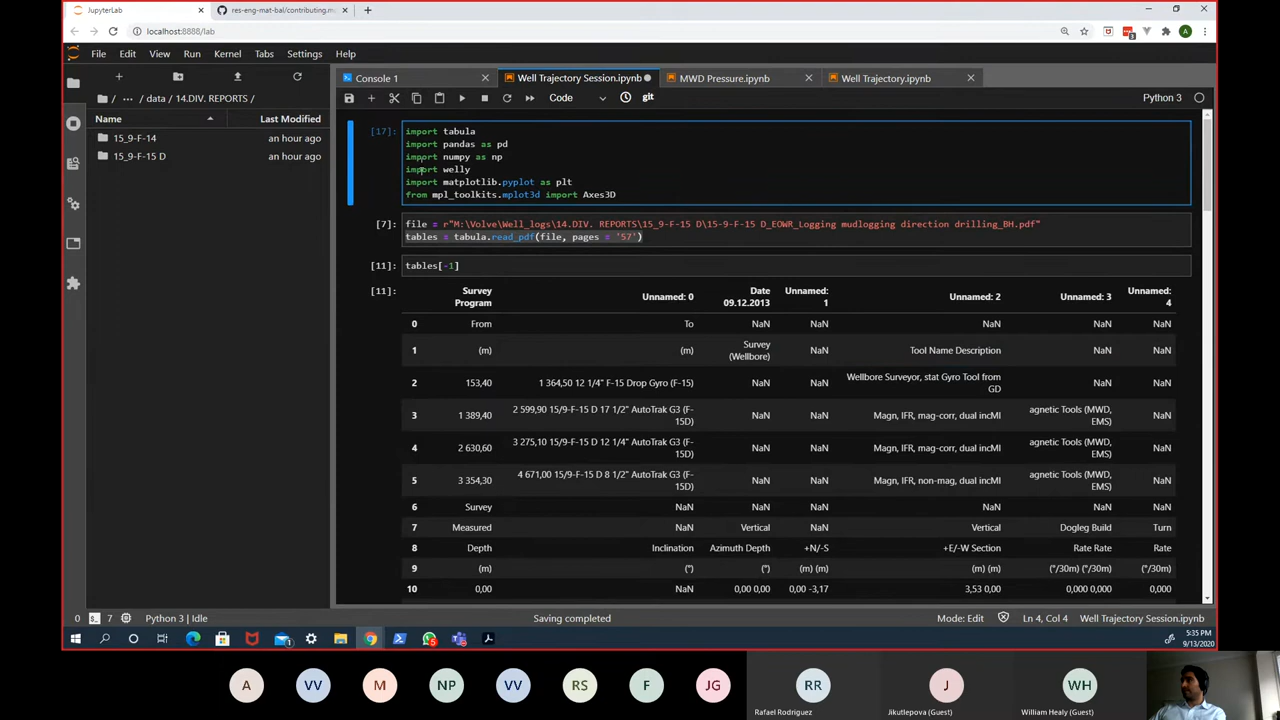 JupyterLab
res-eng-mat-bal/contributing.m
localhost:8888/lab
A
File Edit View Run Kernel Tabs Settings Help
Console 1
Well Trajectory Session.ipynb
MWD Pressure.ipynb
Well Trajectory.ipynb
/ ··· / data / 14.DIV. REPORTS /
Code
git
Python 3
Name Last Modified
15_9-F-14 an hour ago
15_9-F-15 D an hour ago
[17]:
import tabula
import pandas as pd
import numpy as np
import welly
import matplotlib.pyplot as plt
from mpl_toolkits.mplot3d import Axes3D
[7]:
file = r"M:\Volve\Well_logs\14.DIV. REPORTS\15_9-F-15 D\15-9-F-15 D_EOWR_Logging mudlogging direction drilling_BH.pdf"
tables = tabula.read_pdf(file, pages = '57')
[11]:
tables[-1]
[11]:
Survey Program Unnamed: 0 Date 09.12.2013 Unnamed: 1 Unnamed: 2 Unnamed: 3 Unnamed: 4
0 From To NaN NaN NaN NaN NaN
1 (m) (m) Survey (Wellbore) NaN Tool Name Description NaN NaN
2 153,40 1 364,50 12 1/4" F-15 Drop Gyro (F-15) NaN NaN Wellbore Surveyor, stat Gyro Tool from GD NaN NaN
3 1 389,40 2 599,90 15/9-F-15 D 17 1/2" AutoTrak G3 (F-15D) NaN NaN Magn, IFR, mag-corr, dual incMI agnetic Tools (MWD, EMS) NaN
4 2 630,60 3 275,10 15/9-F-15 D 12 1/4" AutoTrak G3 (F-15D) NaN NaN Magn, IFR, mag-corr, dual incMI agnetic Tools (MWD, EMS) NaN
5 3 354,30 4 671,00 15/9-F-15 D 8 1/2" AutoTrak G3 (F-15D) NaN NaN Magn, IFR, non-mag, dual incMI agnetic Tools (MWD, EMS) NaN
6 Survey NaN NaN NaN NaN NaN NaN
7 Measured NaN Vertical NaN Vertical Dogleg Build Turn
8 Depth Inclination Azimuth Depth +N/-S +E/-W Section Rate Rate Rate
9 (m) (°) (°) (m) (m) (m) (m) (°/30m) (°/30m) (°/30m)
10 0,00 NaN 0,00 0,00 0,00 -3,17 3,53 0,00 0,000 0,000 0,000
0 7 Python 3 | Idle
Saving completed
Mode: Edit
Ln 4, Col 4
Well Trajectory Session.ipynb
5:35 PM
9/13/2020
A VV M NP VV RS F JG RR J WH
Rafael Rodriguez
Jikutlepova (Guest)
William Healy (Guest)